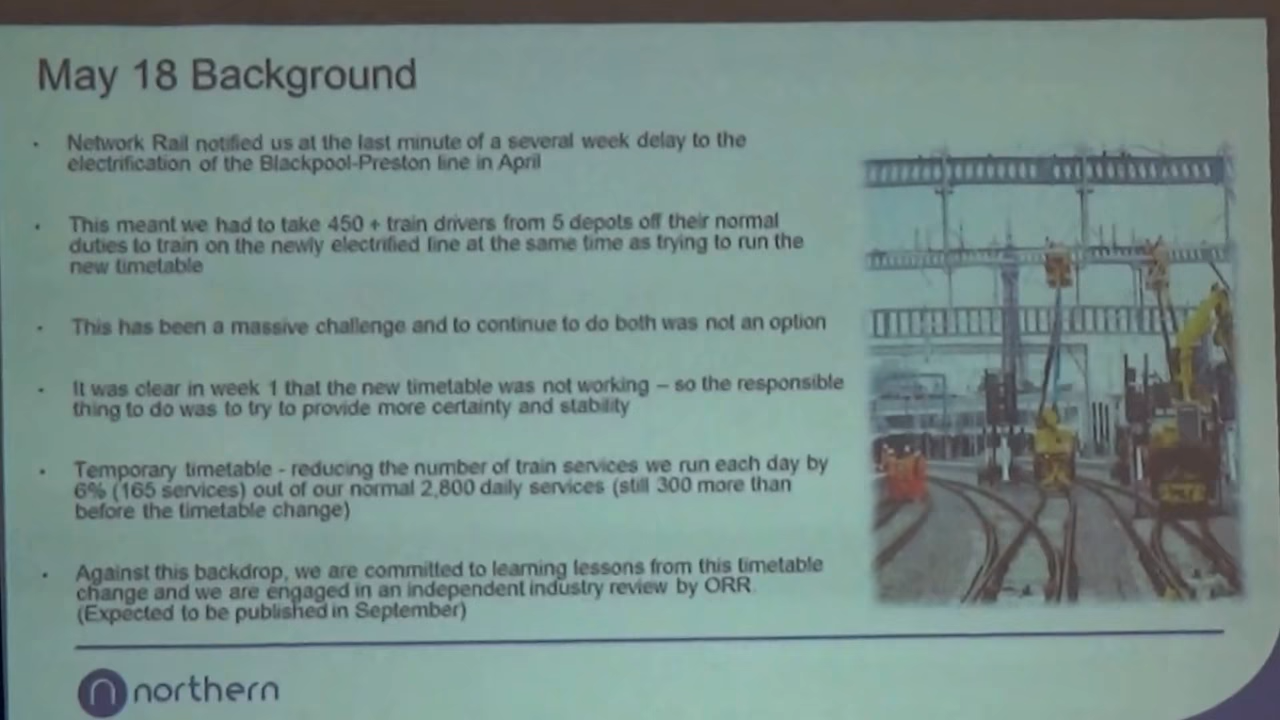 May 18 Background
· Network Rail notified us at the last minute of a several week delay to the
electrification of the Blackpool-Preston line in April
· This meant we had to take 450 + train drivers from 5 depots off their normal
duties to train on the newly electrified line at the same time as trying to run the
new timetable
· This has been a massive challenge and to continue to do both was not an option
· It was clear in week 1 that the new timetable was not working – so the responsible
thing to do was to try to provide more certainty and stability
· Temporary timetable - reducing the number of train services we run each day by
6% (165 services) out of our normal 2,800 daily services (still 300 more than
before the timetable change)
· Against this backdrop, we are committed to learning lessons from this timetable
change and we are engaged in an independent industry review by ORR.
(Expected to be published in September)
n northern